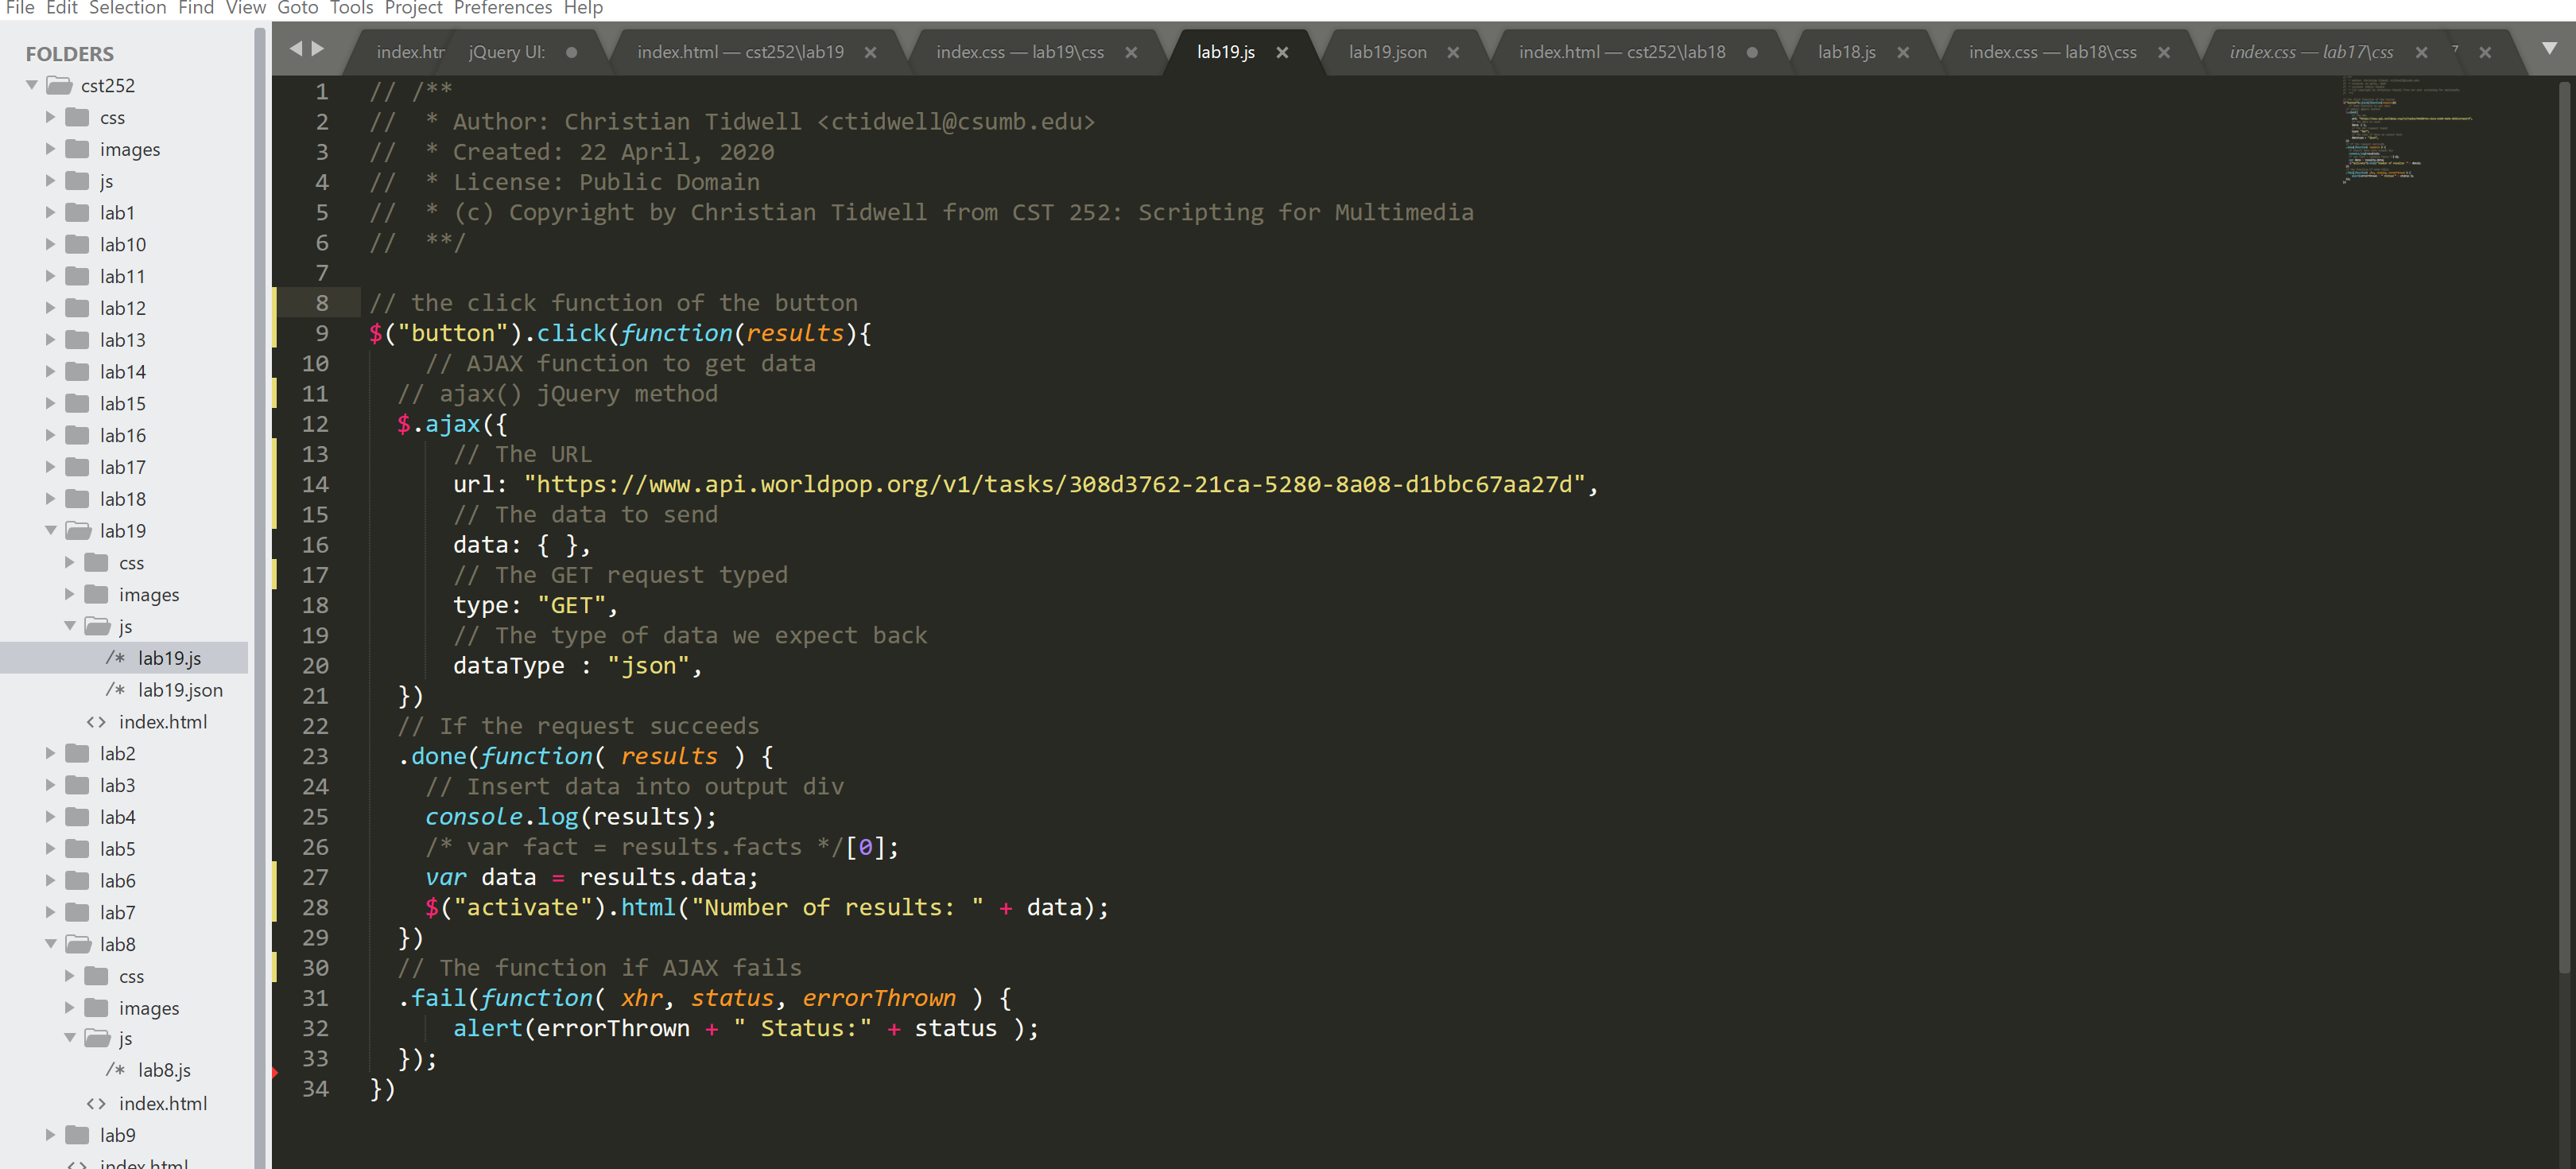 File Edit Selection Find View Goto Tools Project Preferences Help
index.htr jQuery UI: index.html — cst252\lab19 index.css — lab19\css lab19.js lab19.json index.html — cst252\lab18 lab18.js index.css — lab18\css index.css — lab17\css
FOLDERS
cst252
css
images
js
lab1
lab10
lab11
lab12
lab13
lab14
lab15
lab16
lab17
lab18
lab19
css
images
js
/* lab19.js
/* lab19.json
<> index.html
lab2
lab3
lab4
lab5
lab6
lab7
lab8
css
images
js
/* lab8.js
<> index.html
lab9
<> index.html
1 // /**
2 //  * Author: Christian Tidwell <ctidwell@csumb.edu>
3 //  * Created: 22 April, 2020
4 //  * License: Public Domain
5 //  * (c) Copyright by Christian Tidwell from CST 252: Scripting for Multimedia
6 //  **/
7
8 // the click function of the button
9 $("button").click(function(results){
10     // AJAX function to get data
11   // ajax() jQuery method
12   $.ajax({
13       // The URL
14       url: "https://www.api.worldpop.org/v1/tasks/308d3762-21ca-5280-8a08-d1bbc67aa27d",
15       // The data to send
16       data: { },
17       // The GET request typed
18       type: "GET",
19       // The type of data we expect back
20       dataType : "json",
21   })
22   // If the request succeeds
23   .done(function( results ) {
24     // Insert data into output div
25     console.log(results);
26     /* var fact = results.facts */[0];
27     var data = results.data;
28     $("activate").html("Number of results: " + data);
29   })
30   // The function if AJAX fails
31   .fail(function( xhr, status, errorThrown ) {
32       alert(errorThrown + " Status:" + status );
33   });
34 })